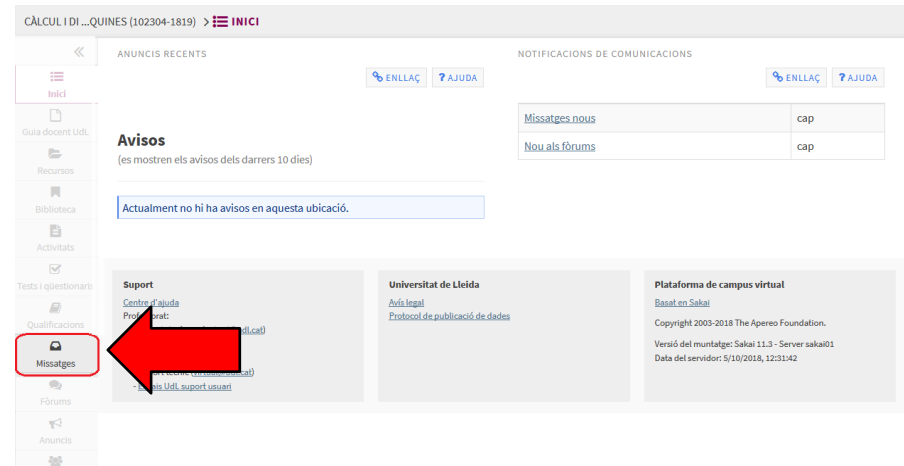 CÀLCUL I DI ...QUINES (102304-1819) > INICI
Inici
Guia docent UdL
Recursos
Biblioteca
Activitats
Tests i qüestionaris
Qualificacions
Missatges
Fòrums
Anuncis
ANUNCIS RECENTS
ENLLAÇ
? AJUDA
Avisos
(es mostren els avisos dels darrers 10 dies)
Actualment no hi ha avisos en aquesta ubicació.
NOTIFICACIONS DE COMUNICACIONS
ENLLAÇ
? AJUDA
Missatges nous cap
Nou als fòrums cap
Suport
Centre d'ajuda
UdL suport usuari
Universitat de Lleida
Avís legal
Protocol de publicació de dades
Plataforma de campus virtual
Basat en Sakai
Copyright 2003-2018 The Apereo Foundation.
Versió del muntatge: Sakai 11.3 - Server sakai01
Data del servidor: 5/10/2018, 12:31:42